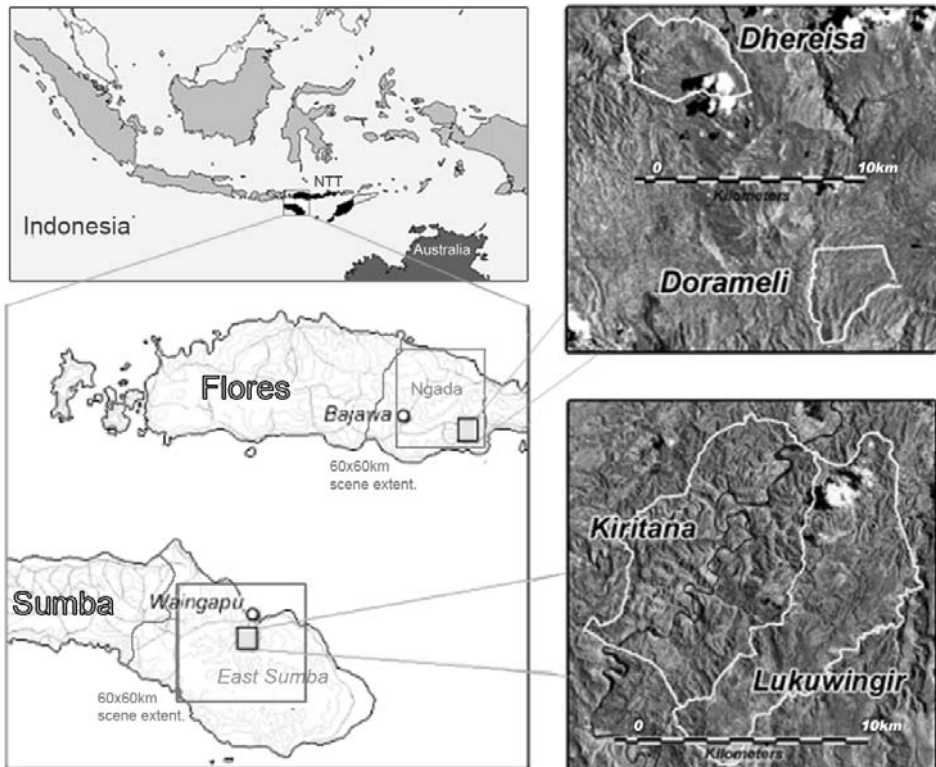 NTT
Indonesia
Australia
Flores
Ngada
Bajawa
60x60km
scene extent.
Sumba
Waingapu
East Sumba
60x60km
scene extent.
Dhereisa
0 10km
Kilometers
Dorameli
Kiritana
Lukuwingir
0 10km
Kilometers